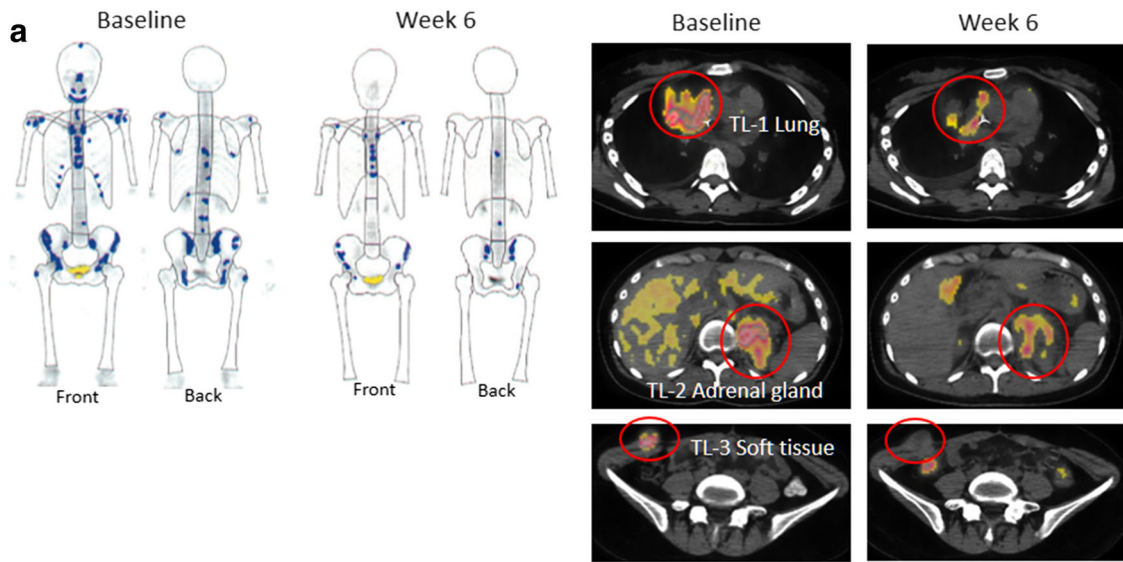 a
Baseline
Week 6
Baseline
Week 6
Front
Back
Front
Back
TL-1 Lung
TL-2 Adrenal gland
TL-3 Soft tissue